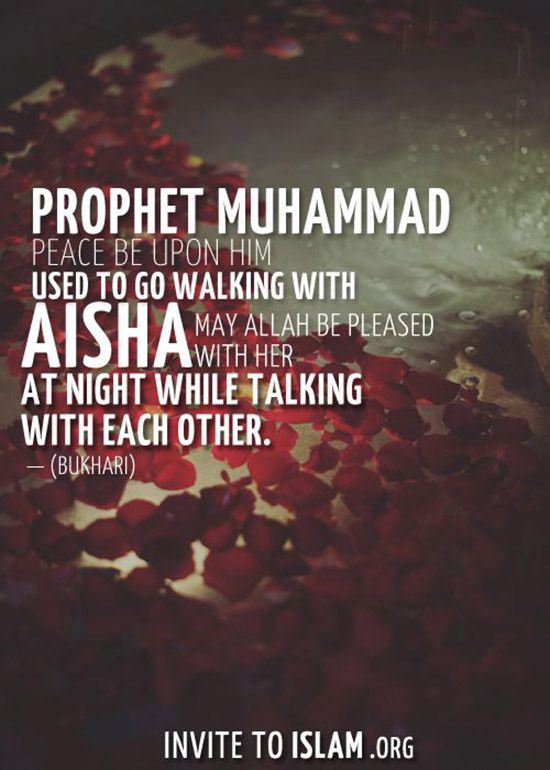 PROPHET MUHAMMAD
PEACE BE UPON HIM
USED TO GO WALKING WITH
AISHA MAY ALLAH BE PLEASED
WITH HER
AT NIGHT WHILE TALKING
WITH EACH OTHER.
— (BUKHARI)
INVITE TO ISLAM .ORG